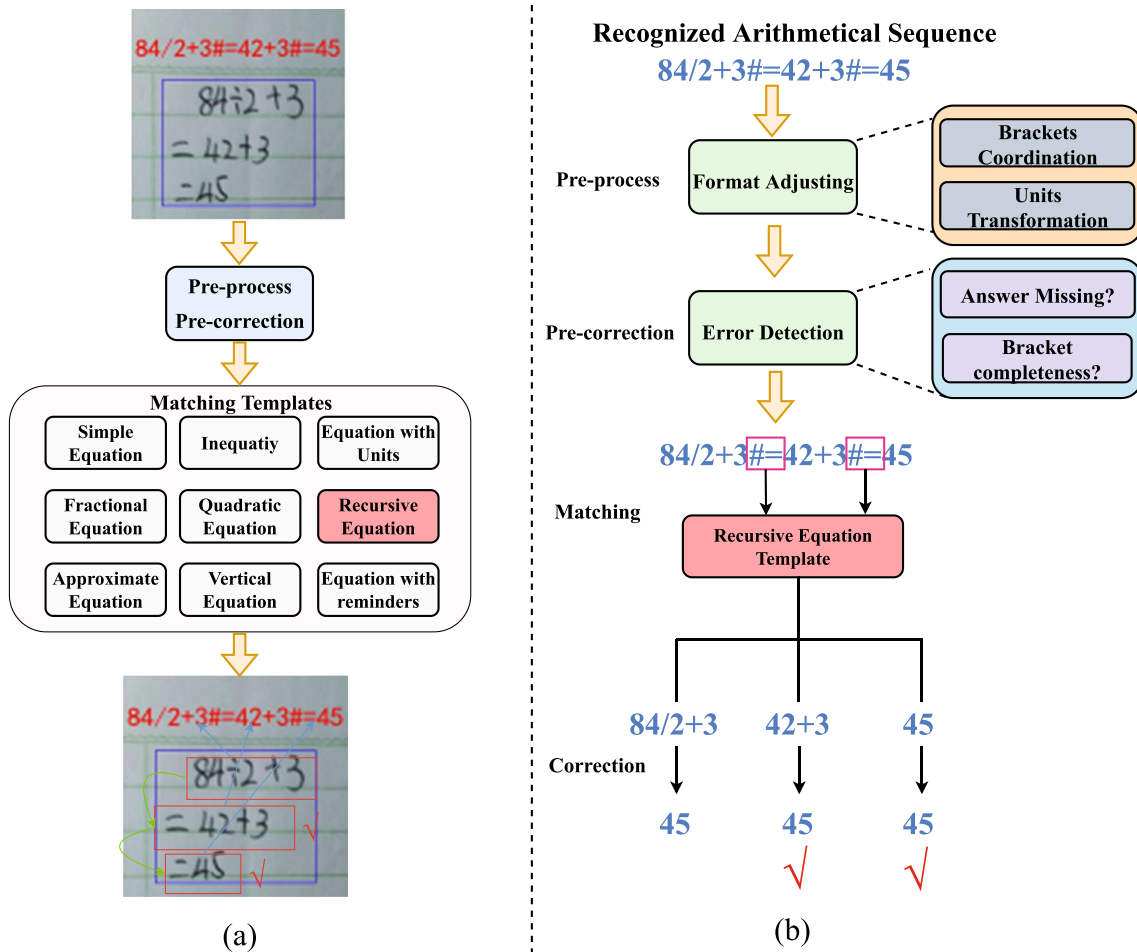 84/2+3#=42+3#=45
84÷2+3
=42+3
=45
Pre-process
Pre-correction
Matching Templates
Simple
Equation
Inequatiy
Equation with
Units
Fractional
Equation
Quadratic
Equation
Recursive
Equation
Approximate
Equation
Vertical
Equation
Equation with
reminders
84/2+3#=42+3#=45
84÷2+3
=42+3 √
=45 √
(a)
Recognized Arithmetical Sequence
84/2+3#=42+3#=45
Pre-process
Format Adjusting
Brackets
Coordination
Units
Transformation
Pre-correction
Error Detection
Answer Missing?
Bracket
completeness?
84/2+3#=42+3#=45
Matching
Recursive Equation
Template
84/2+3 42+3 45
Correction
45 45 45
√ √
(b)